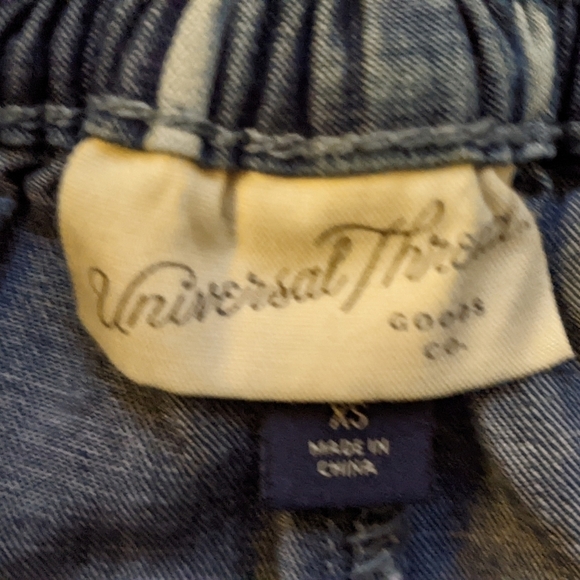 Universal Thread
GOODS
CO.
XS
MADE IN
CHINA